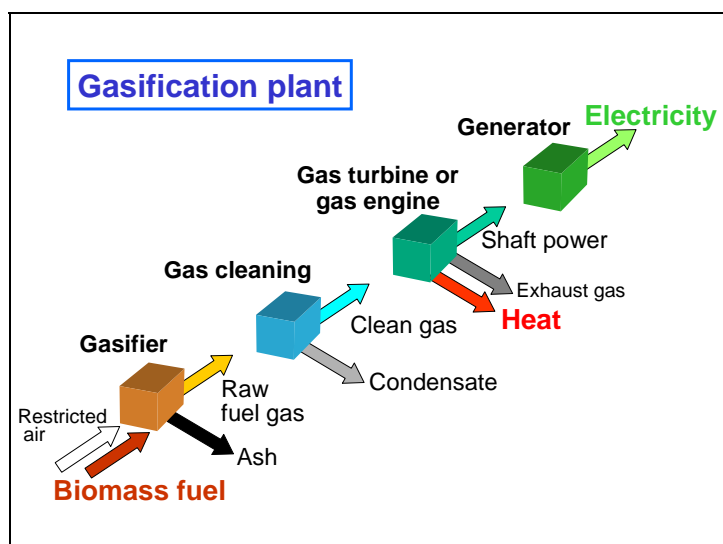 Gasification plant
Electricity
Generator
Gas turbine or
gas engine
Shaft power
Gas cleaning
Exhaust gas
Heat
Clean gas
Gasifier
Condensate
Raw
fuel gas
Restricted
air
Ash
Biomass fuel